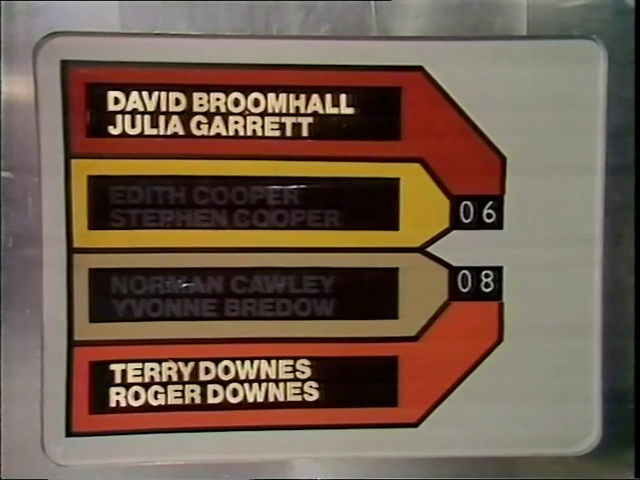 DAVID BROOMHALL
JULIA GARRETT
EDITH COOPER
STEPHEN COOPER
06
NORMAN CAWLEY
YVONNE BREDOW
08
TERRY DOWNES
ROGER DOWNES